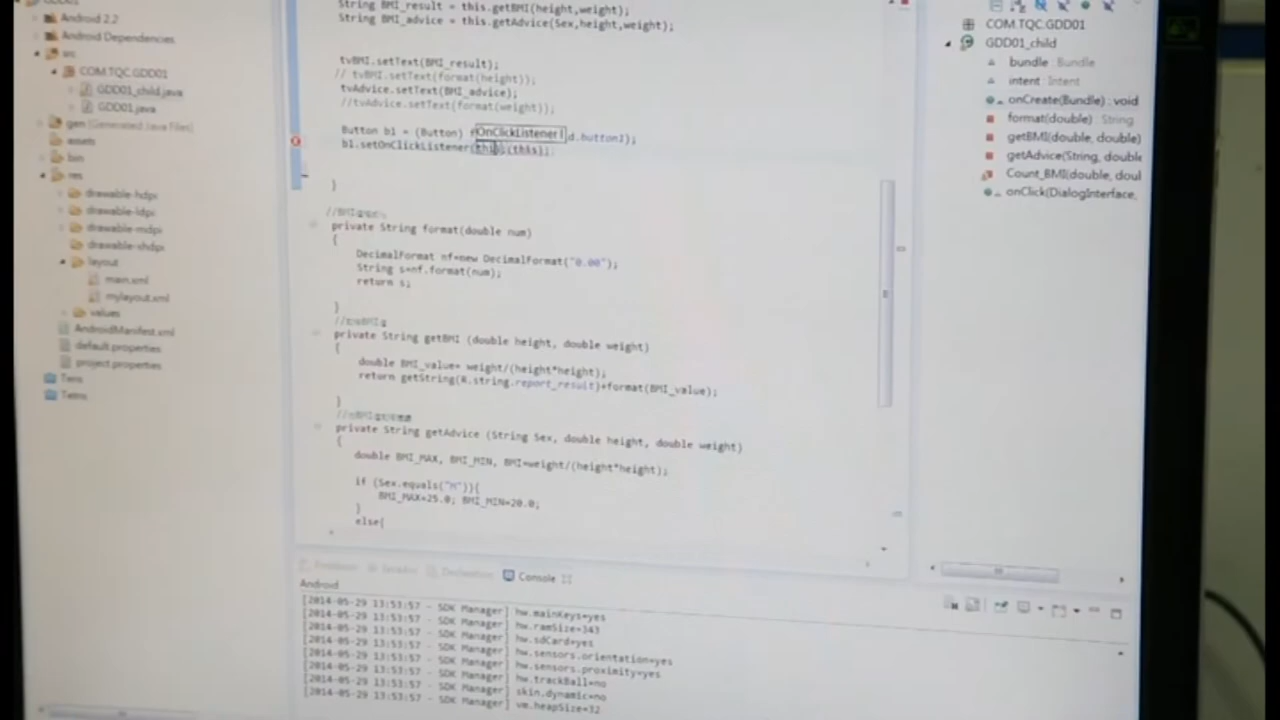 GDD01
Android 2.2
Android Dependencies
src
COM.TQC.GDD01
GDD01_child.java
GDD01.java
gen [Generated Java Files]
assets
bin
res
drawable-hdpi
drawable-ldpi
drawable-mdpi
drawable-xhdpi
layout
main.xml
mylayout.xml
values
AndroidManifest.xml
default.properties
project.properties
String BMI_result = this.getBMI(height,weight);
String BMI_advice = this.getAdvice(Sex,height,weight);
tvBMI.setText(BMI_result);
// tvBMI.setText(format(height));
tvAdvice.setText(BMI_advice);
//tvAdvice.setText(format(weight));
Button b1 = (Button) OnClickListener l d.button1);
b1.setOnClickListener(this;(this);
}
private String format(double num)
{
DecimalFormat nf=new DecimalFormat("0.00");
String s=nf.format(num);
return s;
}
private String getBMI (double height, double weight)
{
double BMI_value= weight/(height*height);
return getString(R.string.report_result)+format(BMI_value);
}
private String getAdvice (String Sex, double height, double weight)
{
double BMI_MAX, BMI_MIN, BMI=weight/(height*height);
if (Sex.equals("M")){
BMI_MAX=25.0; BMI_MIN=20.0;
}
else{
COM.TQC.GDD01
GDD01_child
bundle : Bundle
intent : Intent
onCreate(Bundle) : void
format(double) : String
getBMI(double, double
getAdvice(String, double
Count_BMI(double, doul
onClick(DialogInterface,
Declaration Console
Android
[2014-05-29 13:53:57 - SDK Manager] hw.mainKeys=yes
[2014-05-29 13:53:57 - SDK Manager] hw.ramSize=343
[2014-05-29 13:53:57 - SDK Manager] hw.sdCard=yes
[2014-05-29 13:53:57 - SDK Manager] hw.sensors.orientation=yes
[2014-05-29 13:53:57 - SDK Manager] hw.sensors.proximity=yes
[2014-05-29 13:53:57 - SDK Manager] hw.trackBall=no
[2014-05-29 13:53:57 - SDK Manager] skin.dynamic=no
[2014-05-29 13:53:57 - SDK Manager] vm.heapSize=32